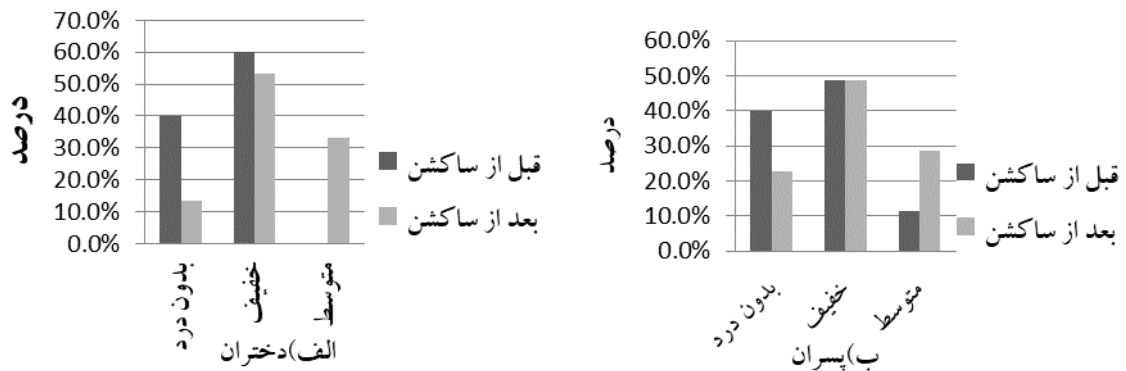 70.0%
60.0%
50.0%
40.0%
30.0%
20.0%
10.0%
0.0%
درصد
بدون درد
خفیف
متوسط
قبل از ساکشن
بعد از ساکشن
الف)دختران
60.0%
50.0%
40.0%
30.0%
20.0%
10.0%
0.0%
درصد
بدون درد
خفیف
متوسط
قبل از ساکشن
بعد از ساکشن
ب)پسران